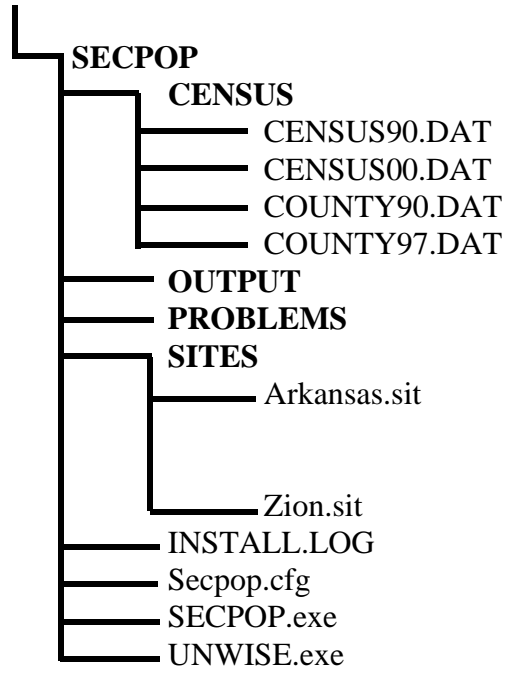 SECPOP
CENSUS
CENSUS90.DAT
CENSUS00.DAT
COUNTY90.DAT
COUNTY97.DAT
OUTPUT
PROBLEMS
SITES
Arkansas.sit
Zion.sit
INSTALL.LOG
Secpop.cfg
SECPOP.exe
UNWISE.exe